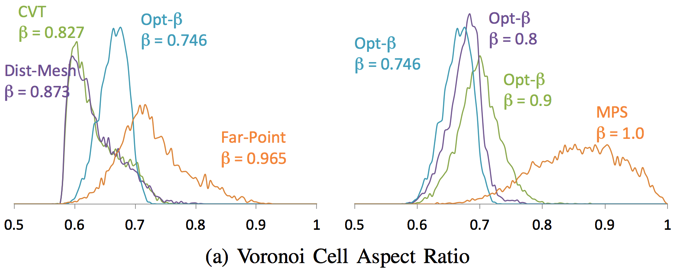 CVT
β = 0.827
Dist-Mesh
β = 0.873
Opt-β
β = 0.746
Far-Point
β = 0.965
0.5 0.6 0.7 0.8 0.9 1
Opt-β
β = 0.746
Opt-β
β = 0.8
Opt-β
β = 0.9
MPS
β = 1.0
0.5 0.6 0.7 0.8 0.9 1
(a) Voronoi Cell Aspect Ratio